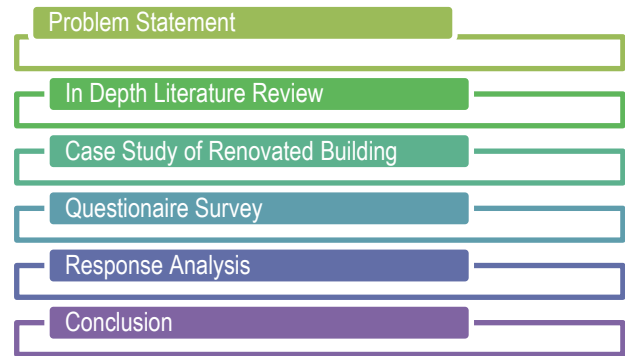 Problem Statement
In Depth Literature Review
Case Study of Renovated Building
Questionaire Survey
Response Analysis
Conclusion